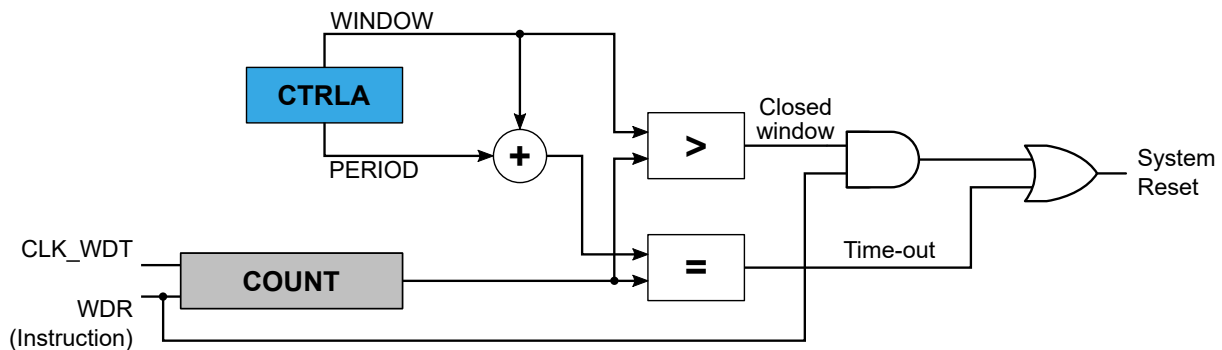 WINDOW
CTRLA
PERIOD
+
>
Closed
window
System
Reset
CLK_WDT
COUNT
=
Time-out
WDR
(Instruction)